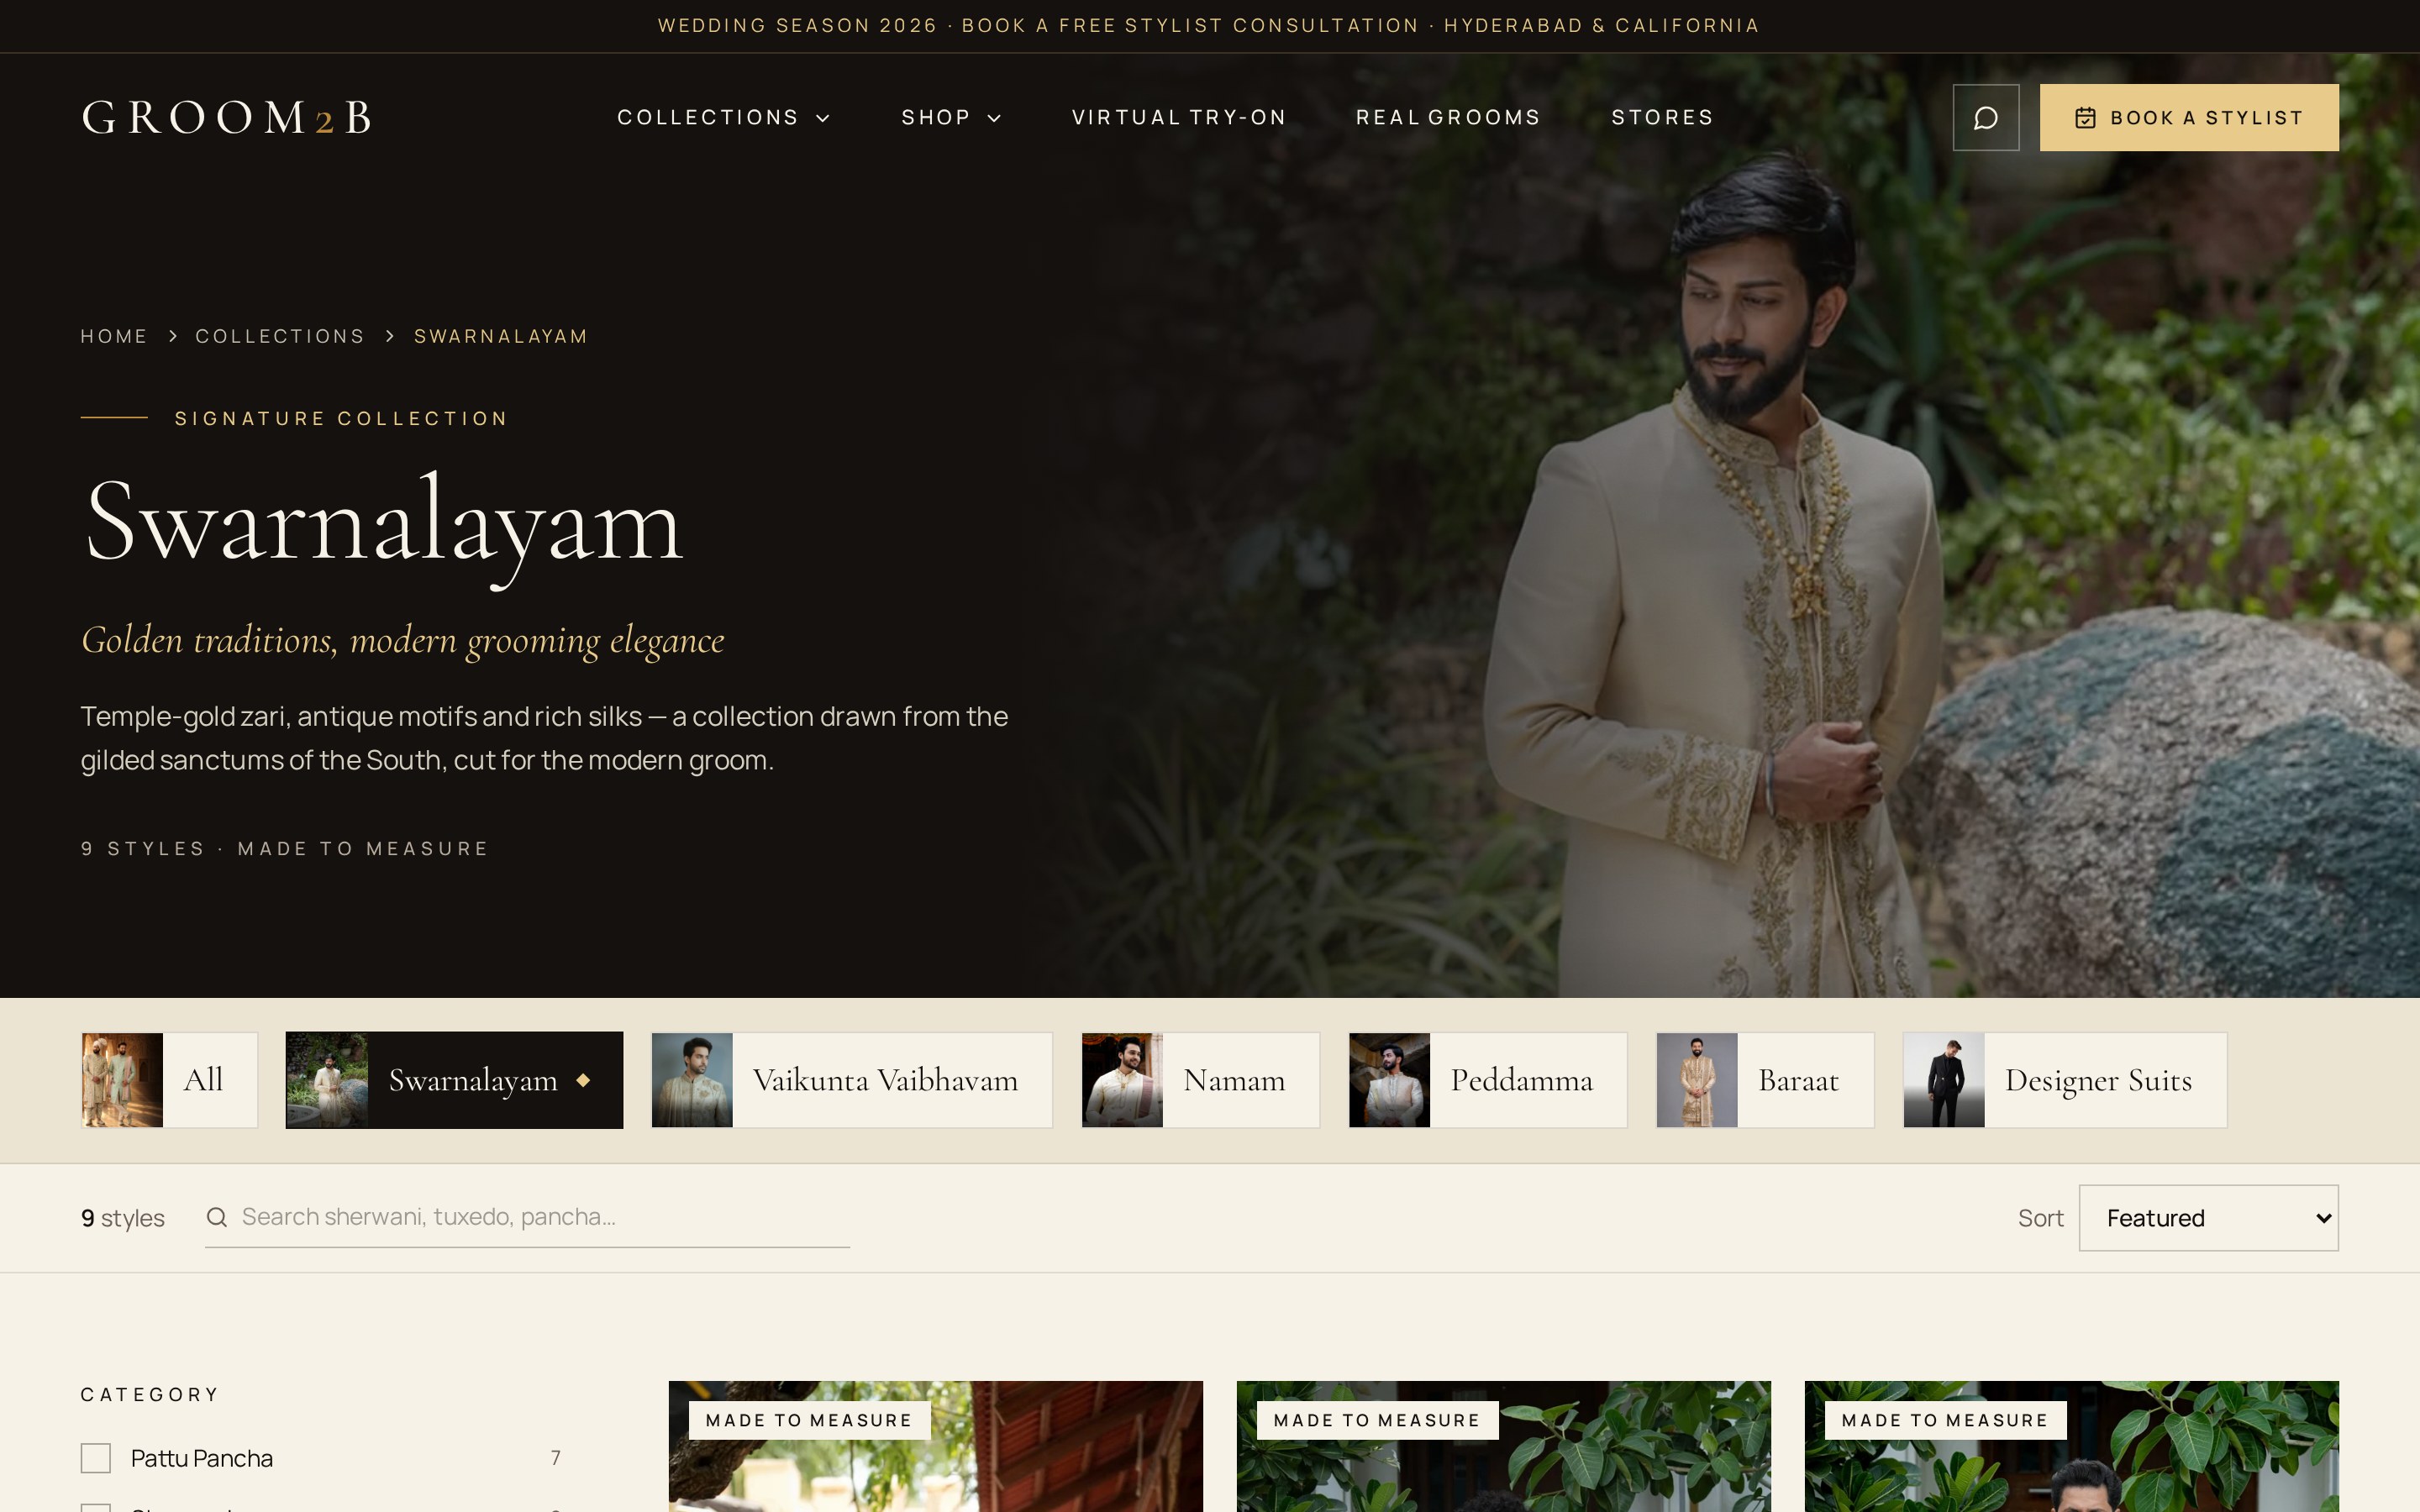 WEDDING SEASON 2026 · BOOK A FREE STYLIST CONSULTATION · HYDERABAD & CALIFORNIA
GROOM2B
COLLECTIONS
SHOP
VIRTUAL TRY-ON
REAL GROOMS
STORES
BOOK A STYLIST
HOME > COLLECTIONS > SWARNALAYAM
SIGNATURE COLLECTION
Swarnalayam
Golden traditions, modern grooming elegance
Temple-gold zari, antique motifs and rich silks — a collection drawn from the
gilded sanctums of the South, cut for the modern groom.
9 STYLES · MADE TO MEASURE
All
Swarnalayam
Vaikunta Vaibhavam
Namam
Peddamma
Baraat
Designer Suits
9 styles
Search sherwani, tuxedo, pancha...
Sort
Featured
CATEGORY
MADE TO MEASURE
MADE TO MEASURE
MADE TO MEASURE
Pattu Pancha 7